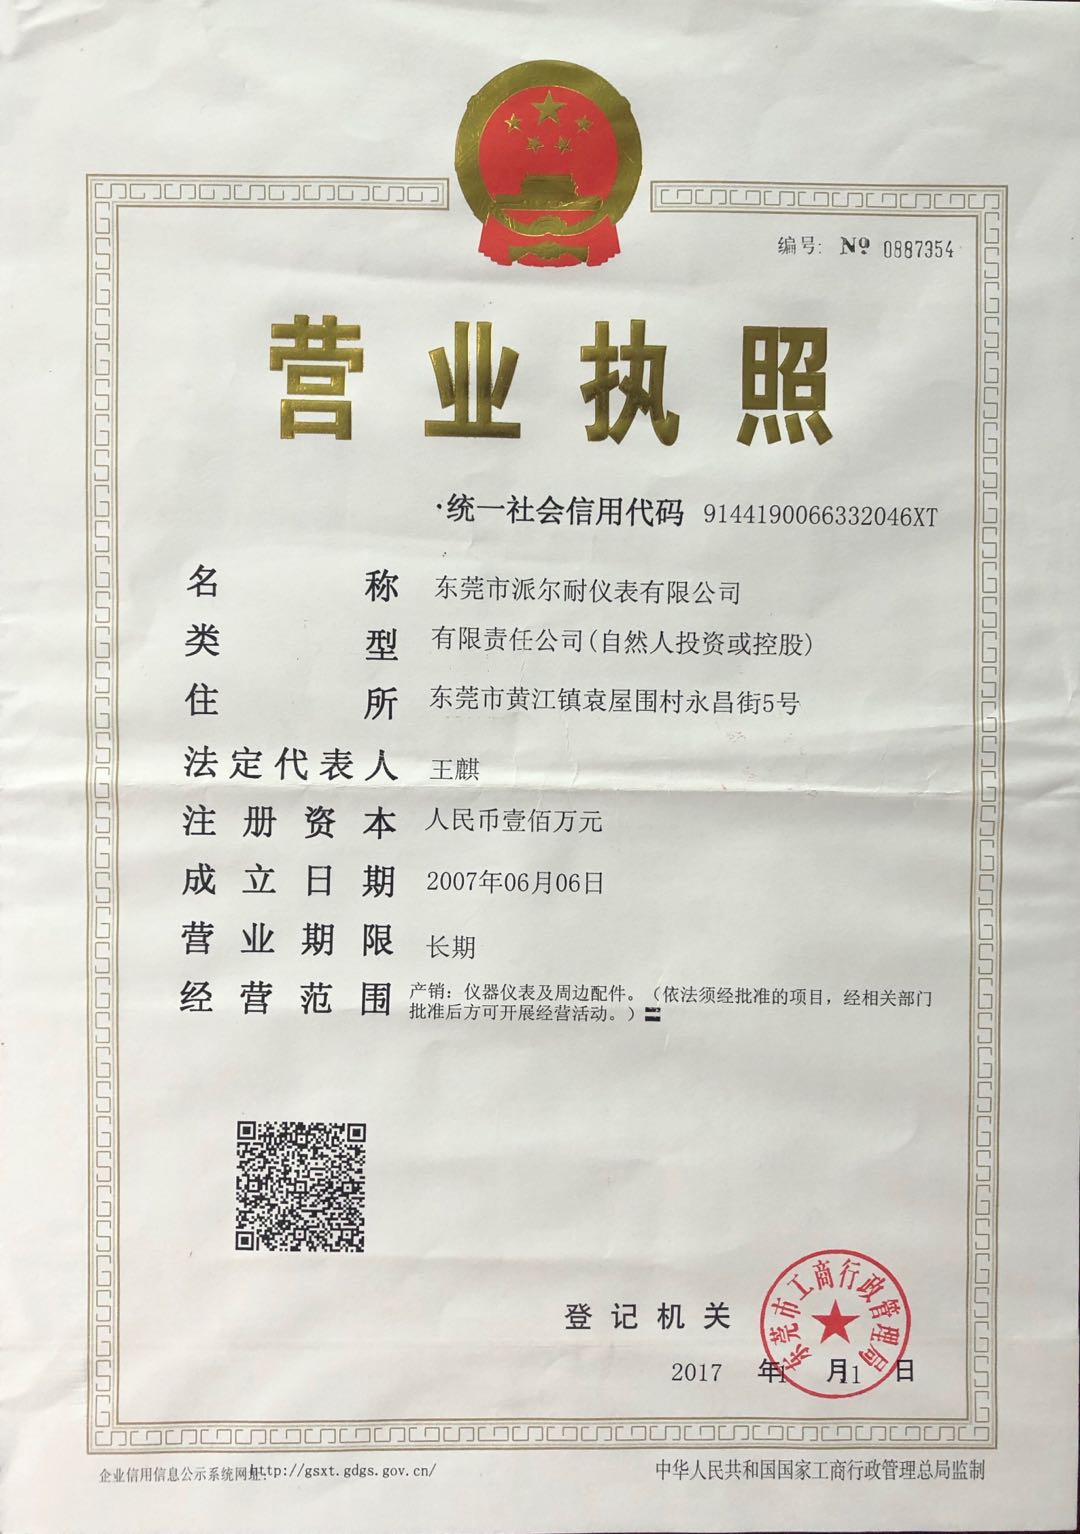 编号: № 0887354
营业执照
·统一社会信用代码 9144190066332046XT
名称 东莞市派尔耐仪表有限公司
类型 有限责任公司(自然人投资或控股)
住所 东莞市黄江镇袁屋围村永昌街5号
法定代表人 王麒
注册资本 人民币壹佰万元
成立日期 2007年06月06日
营业期限 长期
经营范围 产销：仪器仪表及周边配件。（依法须经批准的项目，经相关部门
批准后方可开展经营活动。）
登记机关
东莞市工商行政管理局
2017 年1 月11 日
企业信用信息公示系统网址:http://gsxt.gdgs.gov.cn/
中华人民共和国国家工商行政管理总局监制